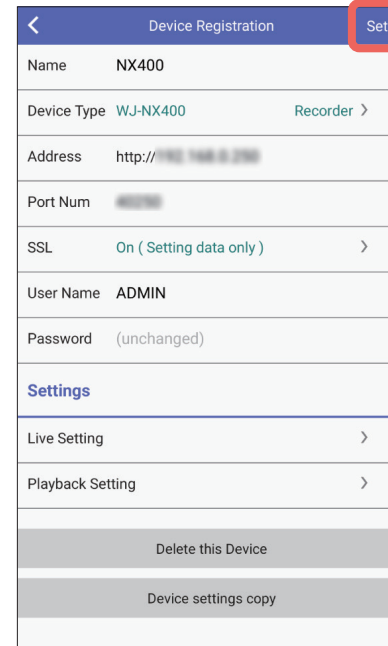 Device Registration Set
Name NX400
Device Type WJ-NX400 Recorder >
Address http://
Port Num
SSL On ( Setting data only ) >
User Name ADMIN
Password (unchanged)
Settings
Live Setting >
Playback Setting >
Delete this Device
Device settings copy